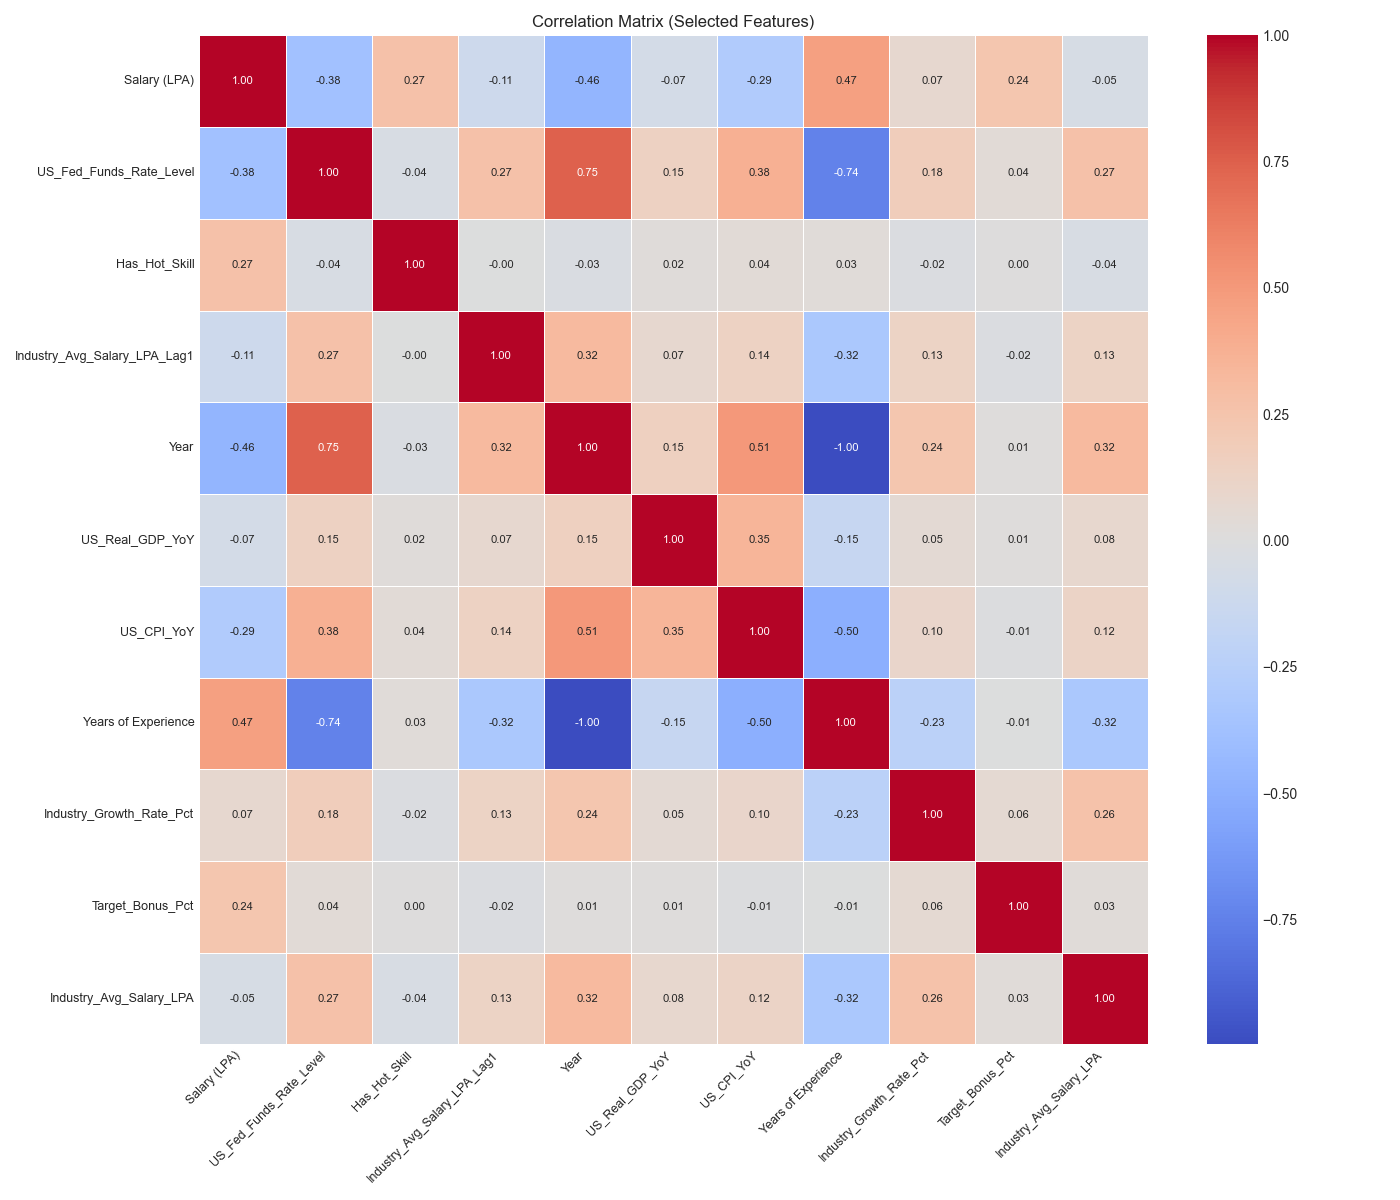 Correlation Matrix (Selected Features)
Salary (LPA) 1.00 -0.38 0.27 -0.11 -0.46 -0.07 -0.29 0.47 0.07 0.24 -0.05
US_Fed_Funds_Rate_Level -0.38 1.00 -0.04 0.27 0.75 0.15 0.38 -0.74 0.18 0.04 0.27
Has_Hot_Skill 0.27 -0.04 1.00 -0.00 -0.03 0.02 0.04 0.03 -0.02 0.00 -0.04
Industry_Avg_Salary_LPA_Lag1 -0.11 0.27 -0.00 1.00 0.32 0.07 0.14 -0.32 0.13 -0.02 0.13
Year -0.46 0.75 -0.03 0.32 1.00 0.15 0.51 -1.00 0.24 0.01 0.32
US_Real_GDP_YoY -0.07 0.15 0.02 0.07 0.15 1.00 0.35 -0.15 0.05 0.01 0.08
US_CPI_YoY -0.29 0.38 0.04 0.14 0.51 0.35 1.00 -0.50 0.10 -0.01 0.12
Years of Experience 0.47 -0.74 0.03 -0.32 -1.00 -0.15 -0.50 1.00 -0.23 -0.01 -0.32
Industry_Growth_Rate_Pct 0.07 0.18 -0.02 0.13 0.24 0.05 0.10 -0.23 1.00 0.06 0.26
Target_Bonus_Pct 0.24 0.04 0.00 -0.02 0.01 0.01 -0.01 -0.01 0.06 1.00 0.03
Industry_Avg_Salary_LPA -0.05 0.27 -0.04 0.13 0.32 0.08 0.12 -0.32 0.26 0.03 1.00
Salary (LPA)
US_Fed_Funds_Rate_Level
Has_Hot_Skill
Industry_Avg_Salary_LPA_Lag1
Year
US_Real_GDP_YoY
US_CPI_YoY
Years of Experience
Industry_Growth_Rate_Pct
Target_Bonus_Pct
Industry_Avg_Salary_LPA
1.00
0.75
0.50
0.25
0.00
−0.25
−0.50
−0.75